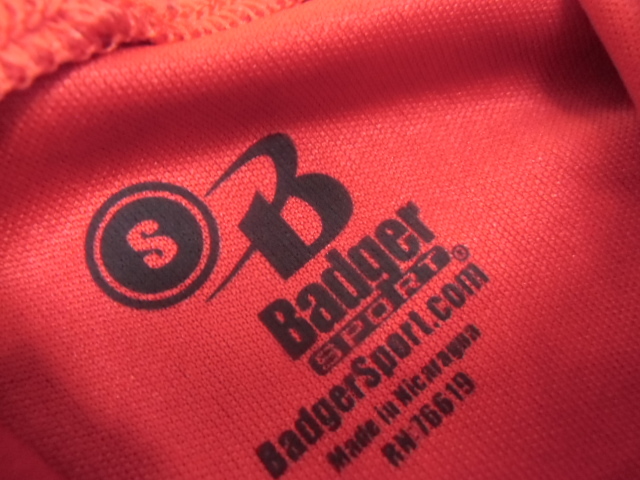 S
B
Badger
SPORT®
BadgerSport.com
Made in Nicaragua
RN 76619